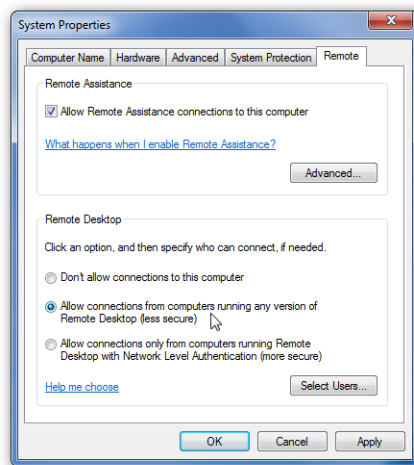 System Properties
Computer Name Hardware Advanced System Protection Remote
Remote Assistance
Allow Remote Assistance connections to this computer
What happens when I enable Remote Assistance?
Advanced...
Remote Desktop
Click an option, and then specify who can connect, if needed.
Don't allow connections to this computer
Allow connections from computers running any version of
Remote Desktop (less secure)
Allow connections only from computers running Remote
Desktop with Network Level Authentication (more secure)
Help me choose
Select Users...
OK Cancel Apply